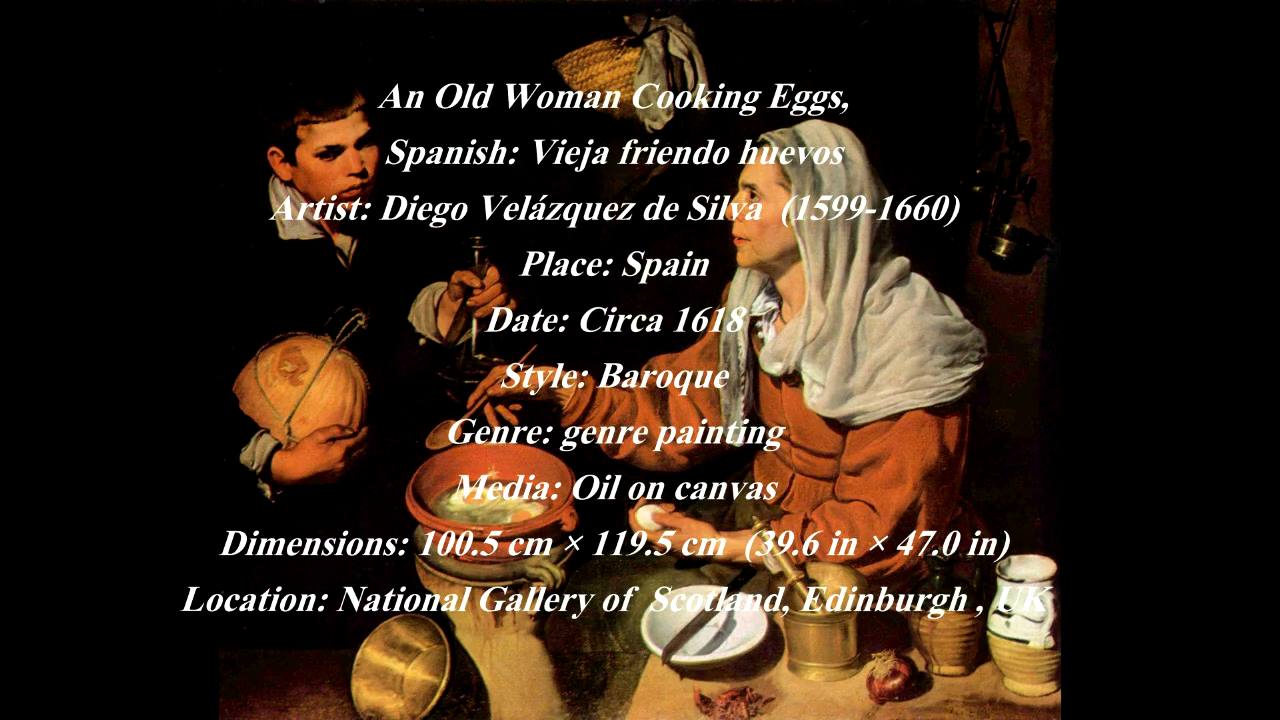 An Old Woman Cooking Eggs,
Spanish: Vieja friendo huevos
Artist: Diego Velázquez de Silva (1599-1660)
Place: Spain
Date: Circa 1618
Style: Baroque
Genre: genre painting
Media: Oil on canvas
Dimensions: 100.5 cm × 119.5 cm (39.6 in × 47.0 in)
Location: National Gallery of Scotland, Edinburgh , UK